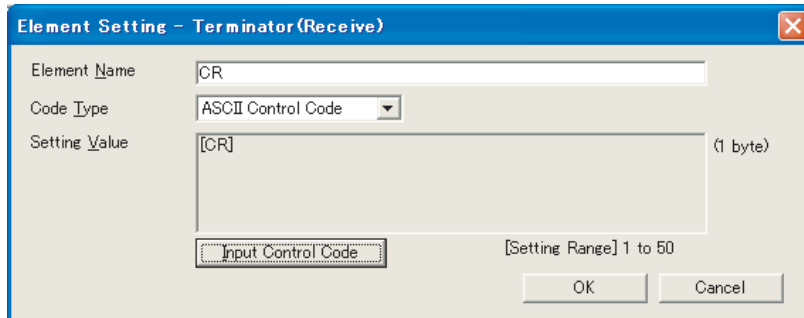 Element Setting - Terminator(Receive)
Element Name CR
Code Type ASCII Control Code
Setting Value [CR] (1 byte)
Input Control Code [Setting Range] 1 to 50
OK Cancel